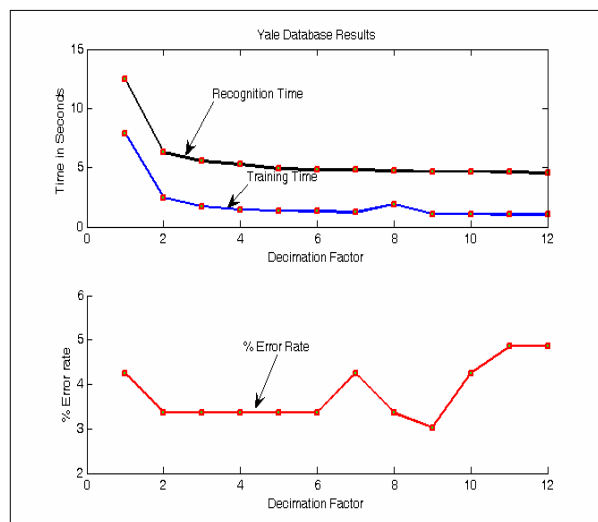 Yale Database Results
15
10
5
0
Time in Seconds
Recognition Time
Training Time
0 2 4 6 8 10 12
Decimation Factor
6
5
4
3
2
% Error rate
% Error Rate
0 2 4 6 8 10 12
Decimation Factor